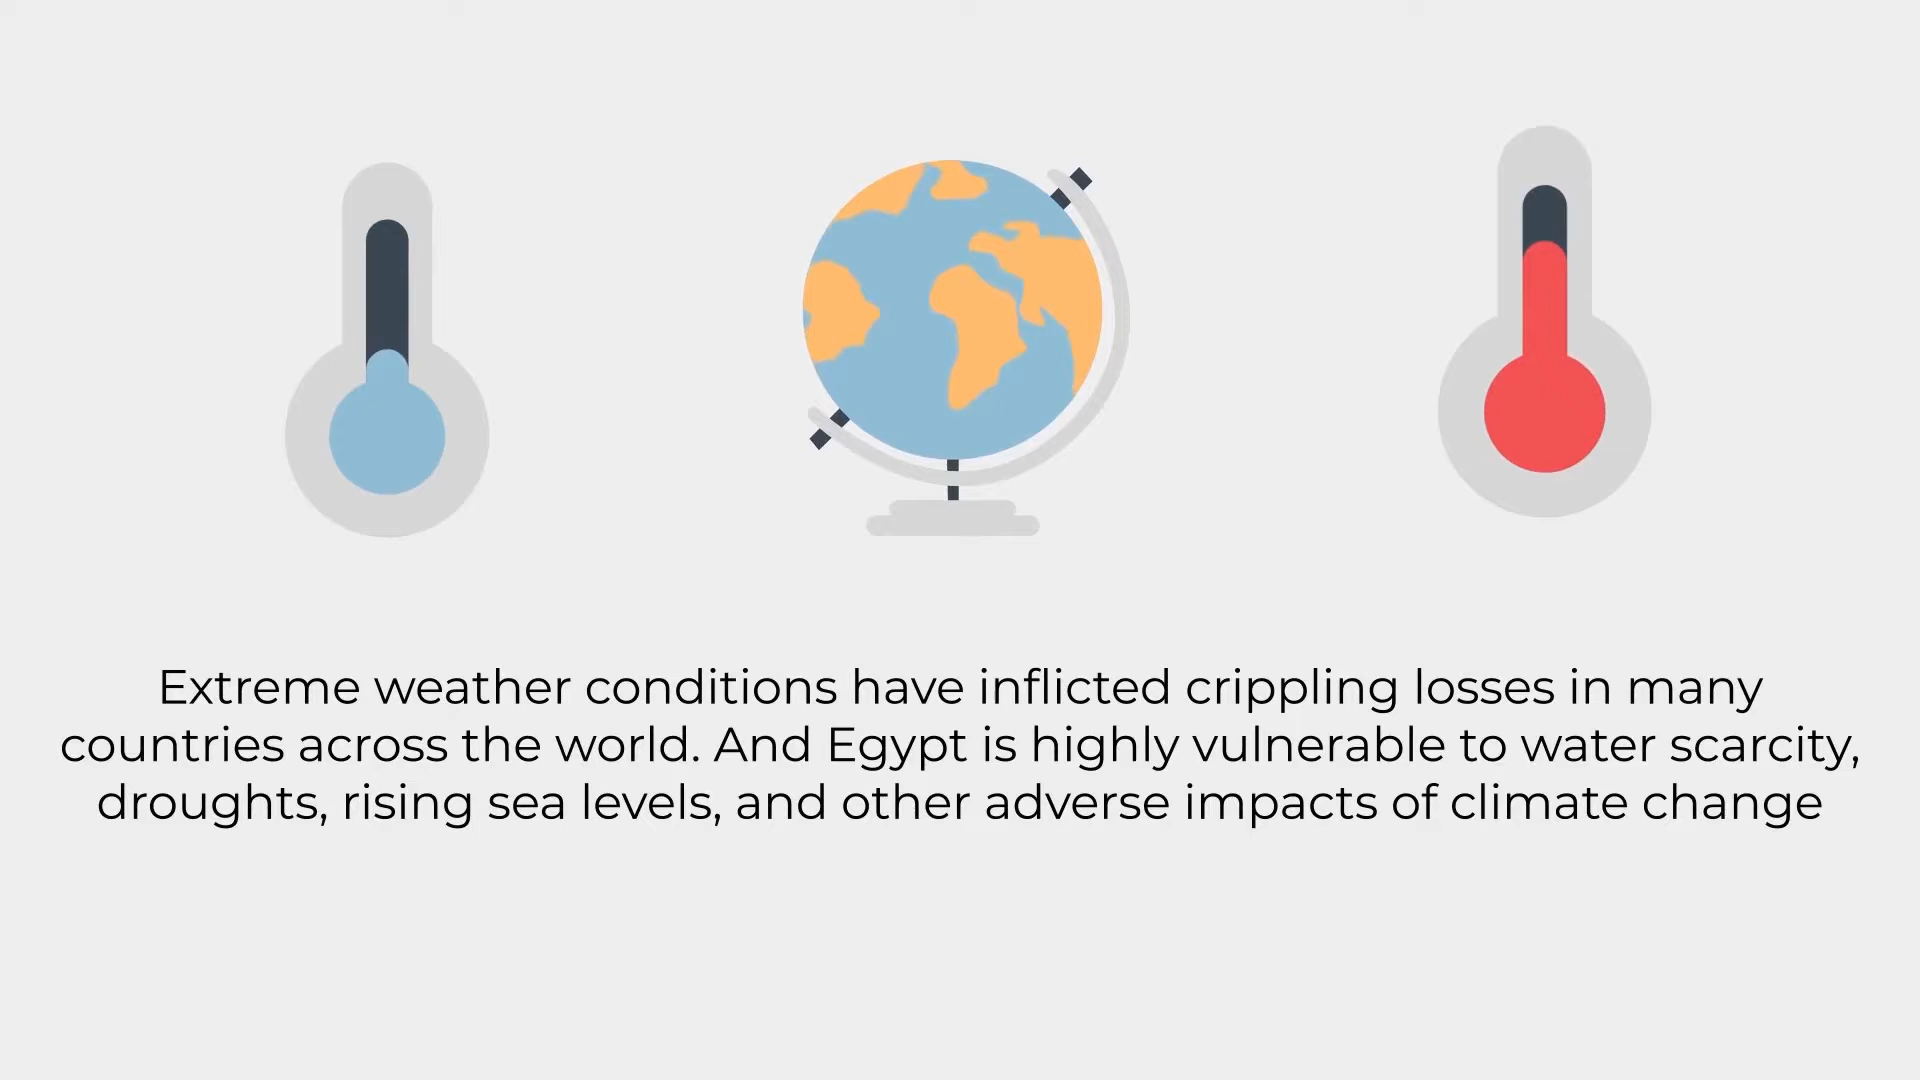 Extreme weather conditions have inflicted crippling losses in many
countries across the world. And Egypt is highly vulnerable to water scarcity,
droughts, rising sea levels, and other adverse impacts of climate change